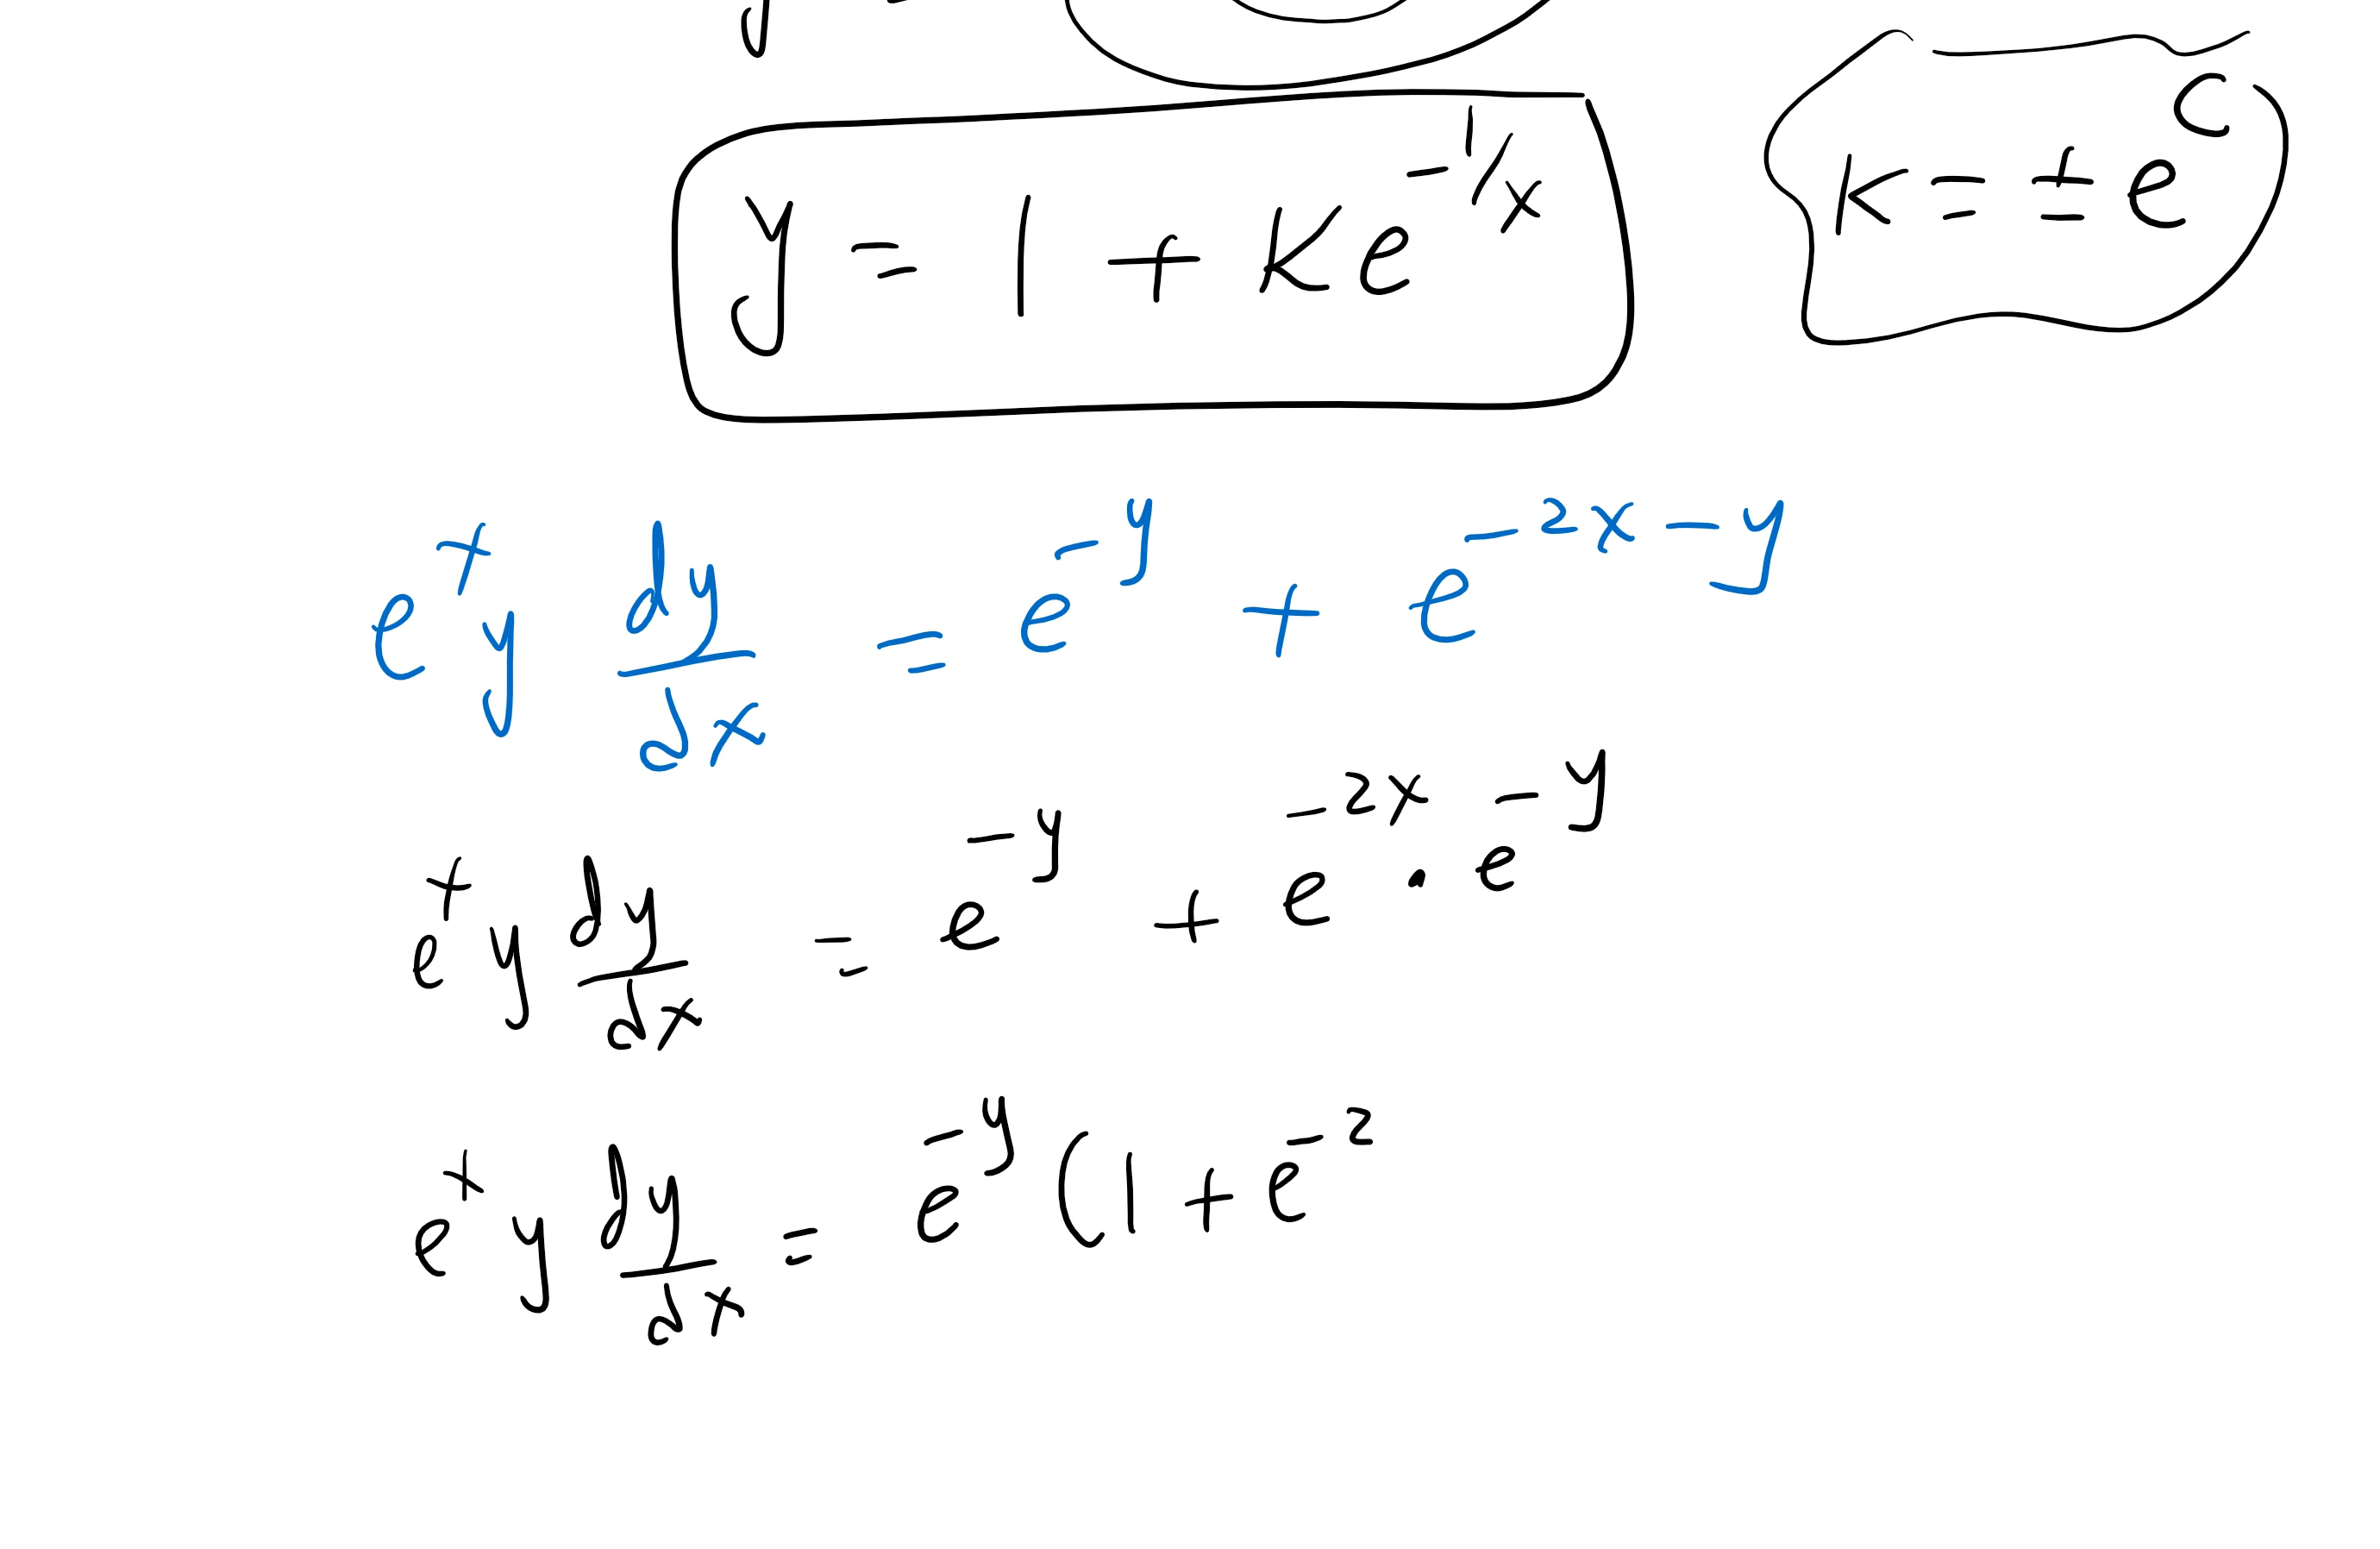 y = 1 + Ke^{-1/x}
K = ± e^c
e^x y dy/dx = e^{-y} + e^{-2x-y}
e^x y dy/dx = e^{-y} + e^{-2x} · e^{-y}
e^x y dy/dx = e^{-y} (1 + e^{-2